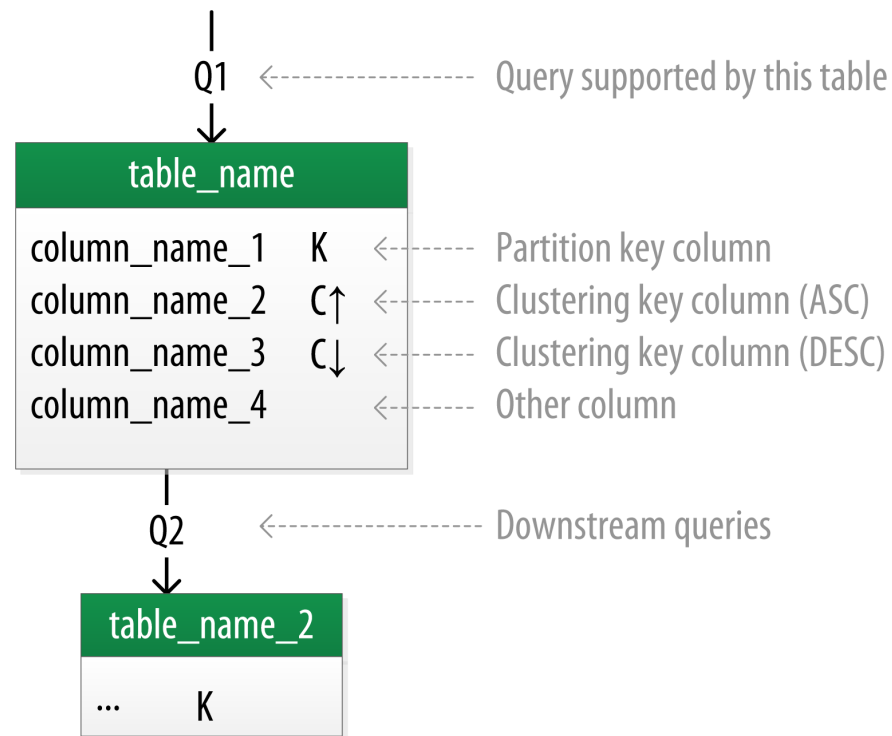 Q1 Query supported by this table
table_name
column_name_1 K Partition key column
column_name_2 C↑ Clustering key column (ASC)
column_name_3 C↓ Clustering key column (DESC)
column_name_4 Other column
Q2 Downstream queries
table_name_2
... K